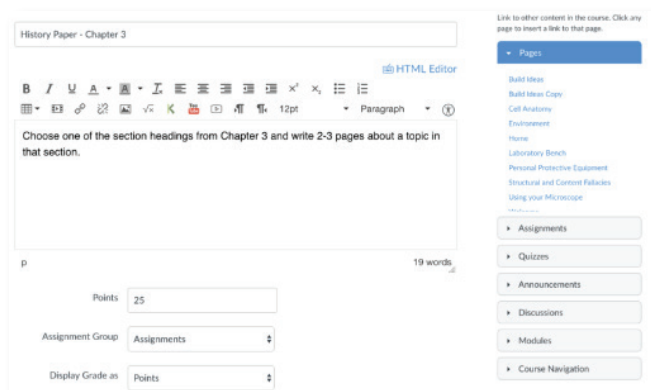 Link to other content in the course. Click any
page to insert a link to that page.
History Paper - Chapter 3
HTML Editor
12pt
Paragraph
Choose one of the section headings from Chapter 3 and write 2-3 pages about a topic in
that section.
p
19 words
Points
25
Assignment Group
Assignments
Display Grade as
Points
Pages
Build Ideas
Build Ideas Copy
Cell Anatomy
Environment
Home
Laboratory Bench
Personal Protective Equipment
Structural and Content Fallacies
Using your Microscope
Assignments
Quizzes
Announcements
Discussions
Modules
Course Navigation